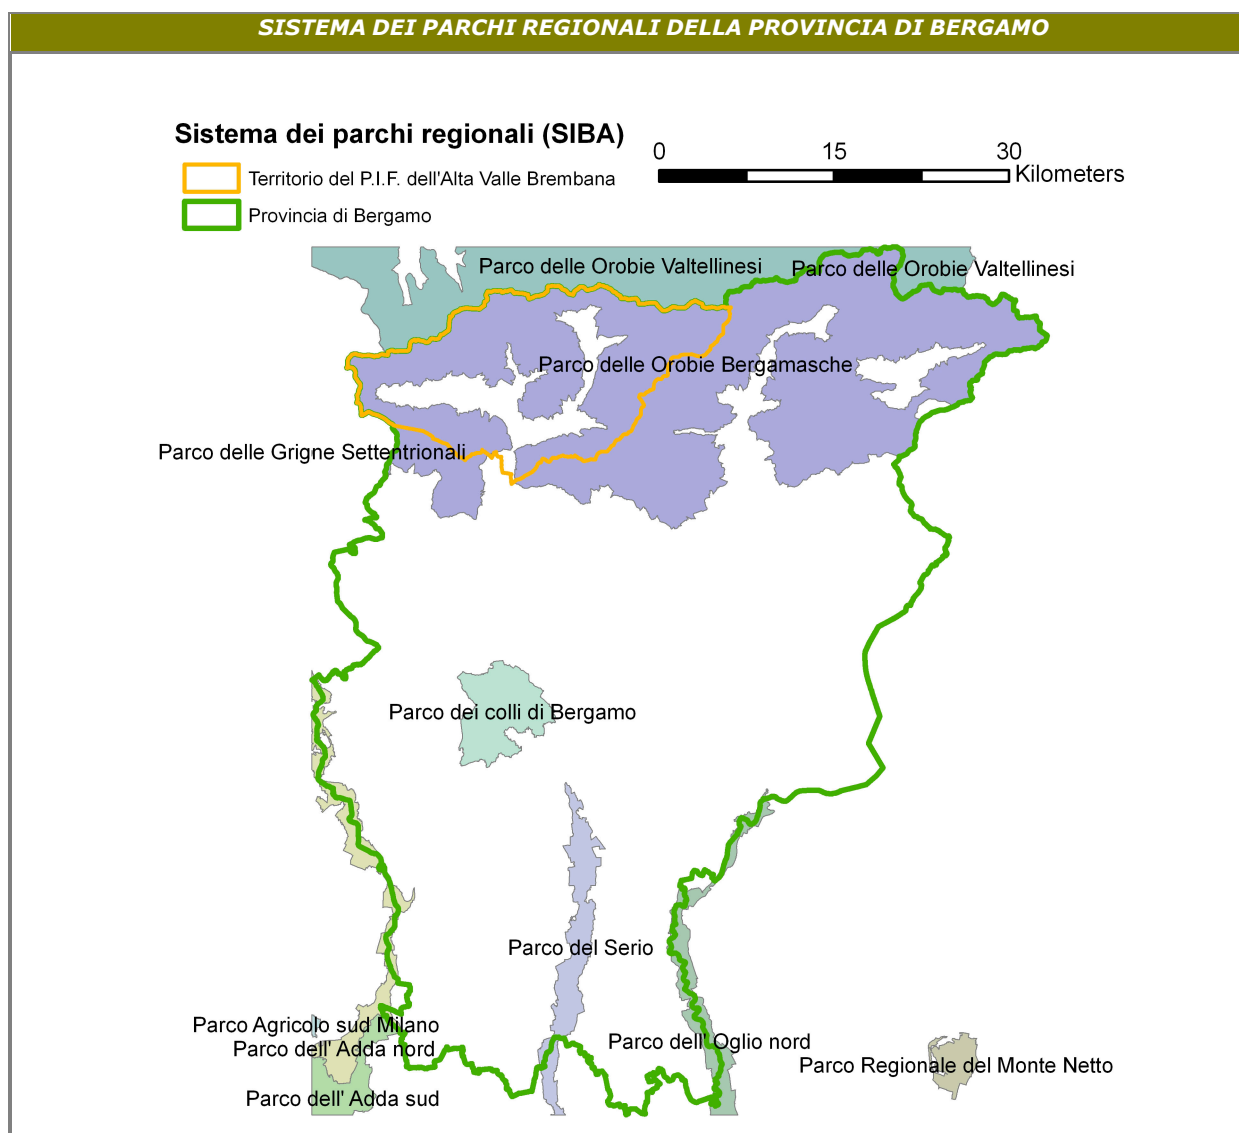 SISTEMA DEI PARCHI REGIONALI DELLA PROVINCIA DI BERGAMO
Sistema dei parchi regionali (SIBA)
Territorio del P.I.F. dell'Alta Valle Brembana
Provincia di Bergamo
0 15 30
Kilometers
Parco delle Orobie Valtellinesi
Parco delle Orobie Valtellinesi
Parco delle Orobie Bergamasche
Parco delle Grigne Settentrionali
Parco dei colli di Bergamo
Parco del Serio
Parco Agricolo sud Milano
Parco dell' Adda nord
Parco dell' Oglio nord
Parco Regionale del Monte Netto
Parco dell' Adda sud